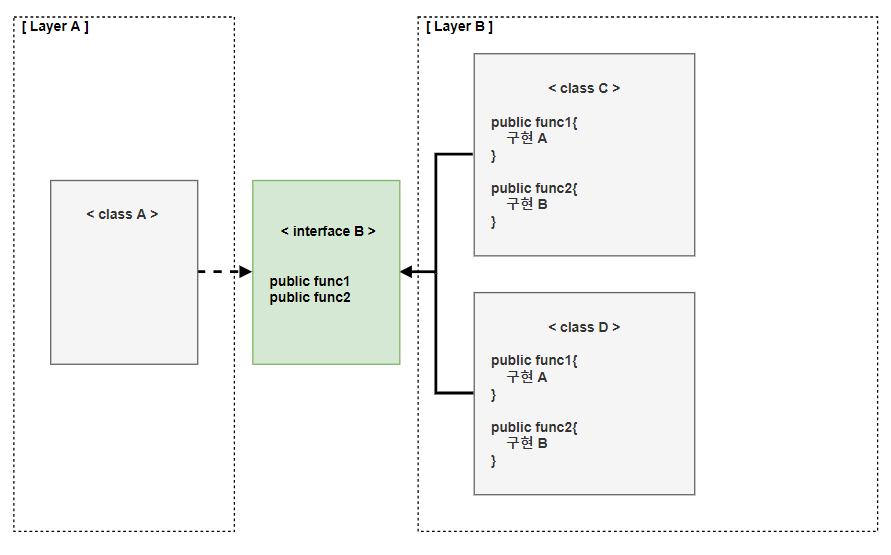 [ Layer A ]
< class A >
< interface B >
public func1
public func2
[ Layer B ]
< class C >
public func1{
구현 A
}
public func2{
구현 B
}
< class D >
public func1{
구현 A
}
public func2{
구현 B
}